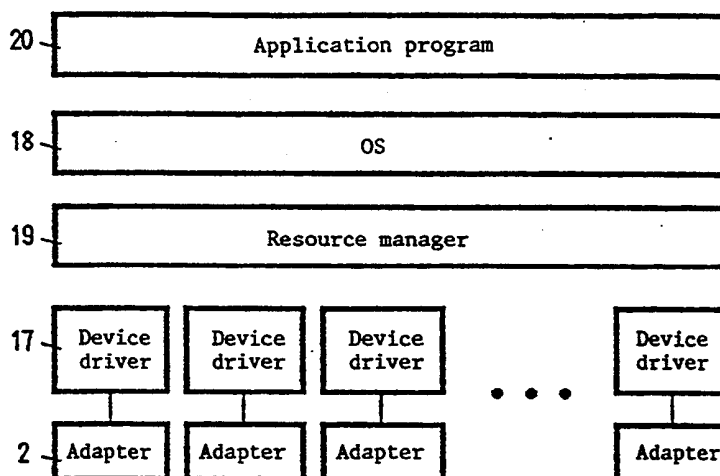 20 Application program
18 OS
19 Resource manager
17 Device driver Device driver Device driver Device driver
2 Adapter Adapter Adapter Adapter